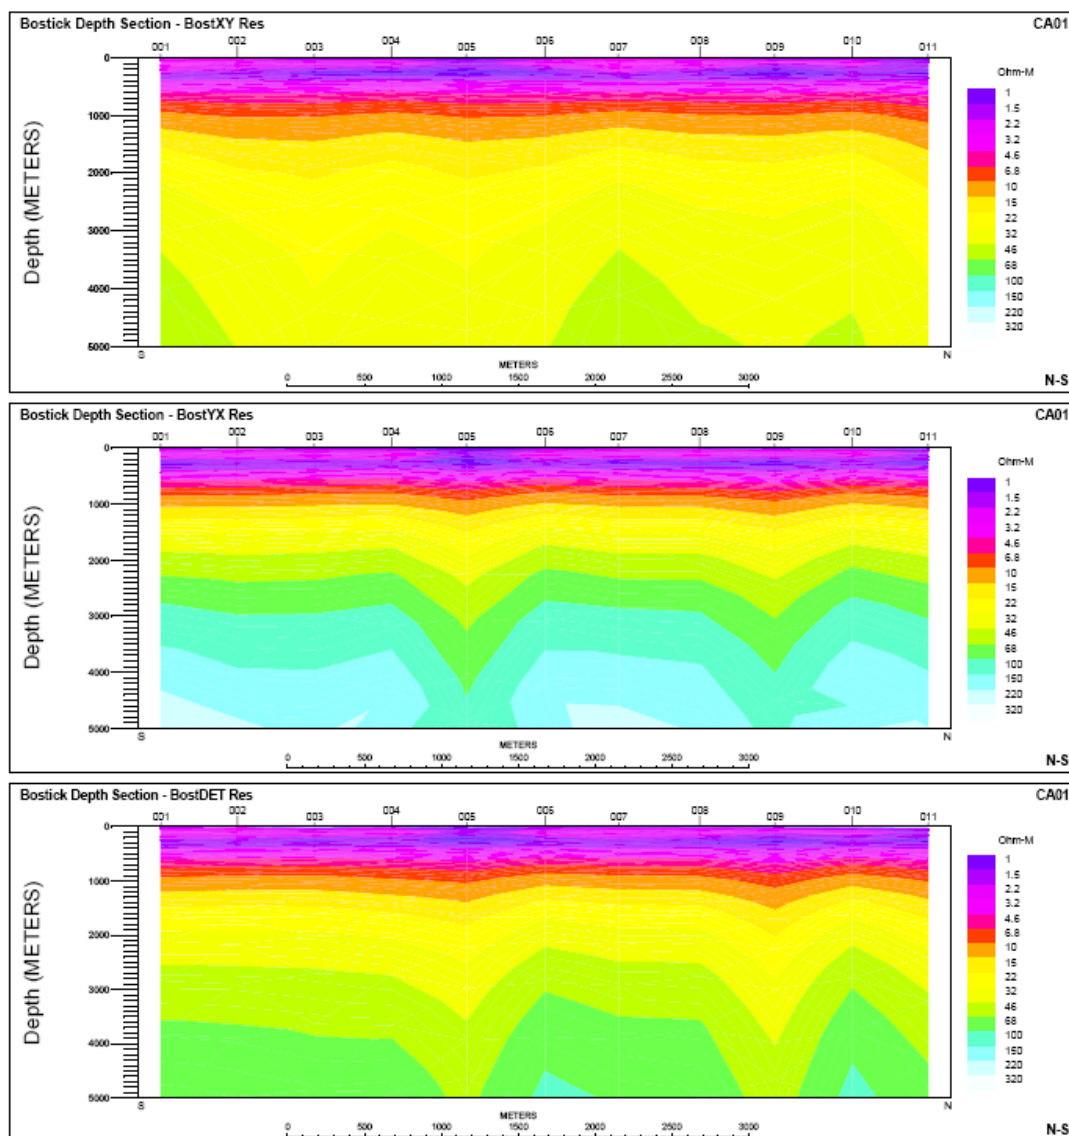 Bostick Depth Section - BostXY Res CA01
001 002 003 004 005 006 007 008 009 010 011
Ohm-M
1
1.5
2.2
3.2
4.6
6.8
10
15
22
32
46
68
100
150
220
320
Depth (METERS)
0
1000
2000
3000
4000
5000
S N
METERS
0 500 1000 1500 2000 2500 3000
N-S
Bostick Depth Section - BostYX Res CA01
001 002 003 004 005 006 007 008 009 010 011
Ohm-M
1
1.5
2.2
3.2
4.6
6.8
10
15
22
32
46
68
100
150
220
320
Depth (METERS)
0
1000
2000
3000
4000
5000
S N
METERS
0 500 1000 1500 2000 2500 3000
N-S
Bostick Depth Section - BostDET Res CA01
001 002 003 004 005 006 007 008 009 010 011
Ohm-M
1
1.5
2.2
3.2
4.6
6.8
10
15
22
32
46
68
100
150
220
320
Depth (METERS)
0
1000
2000
3000
4000
5000
S N
METERS
0 500 1000 1500 2000 2500 3000
N-S